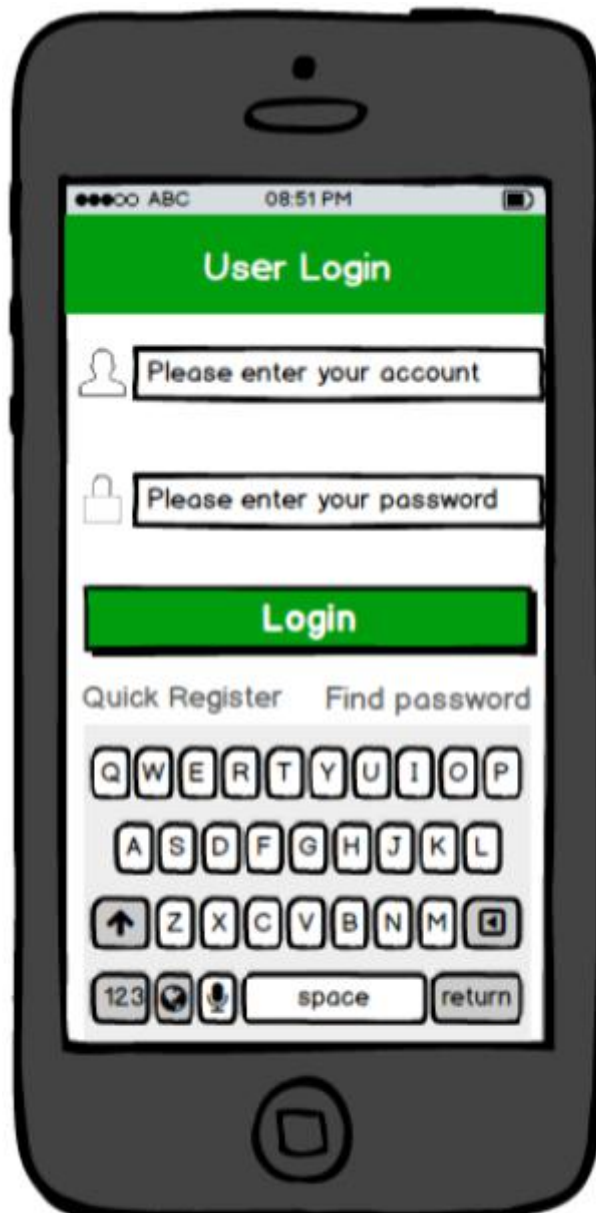 ABC 08:51 PM
User Login
Please enter your account
Please enter your password
Login
Quick Register Find password
Q W E R T Y U I O P
A S D F G H J K L
Z X C V B N M
123 space return